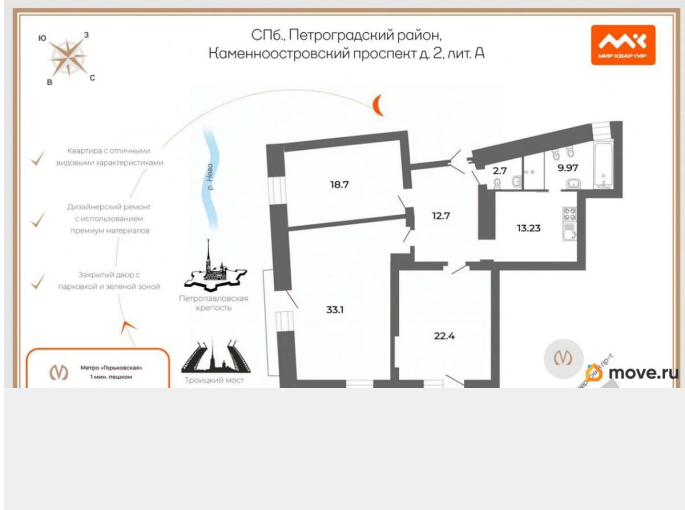 СПб., Петроградский район,
Каменноостровский проспект д. 2, лит. А
МИР КВАРТИР
Ю
З
В
С
Квартира с отличными
видовыми характеристиками
Дизайнерский ремонт
с использованием
премиум материалов
Закрытый двор с
парковкой и зеленой зоной
Метро «Горьковская»
1 мин. пешком
р. Нева
Петропавловская
крепость
Троицкий мост
18.7
12.7
2.7
9.97
13.23
33.1
22.4
пр-т.
move.ru